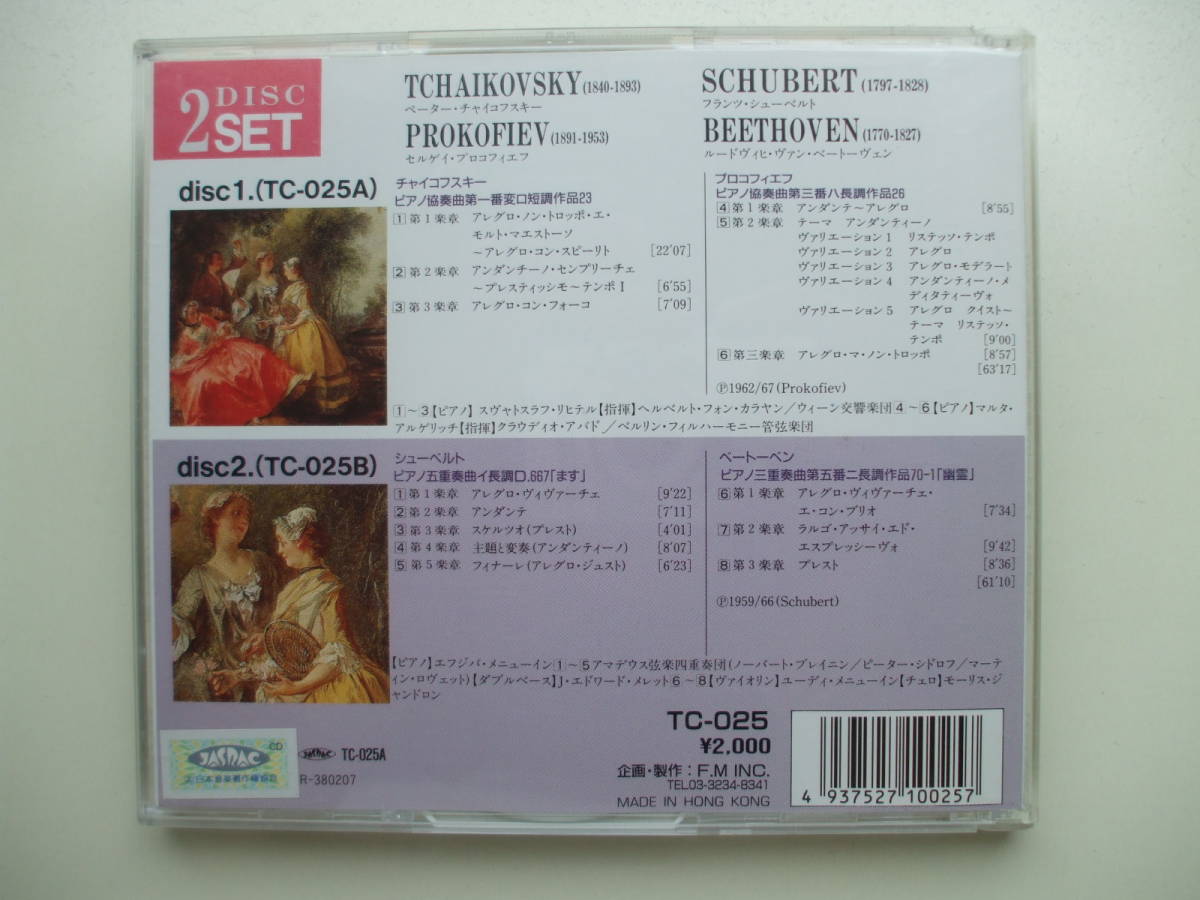 2 DISC
SET
TCHAIKOVSKY(1840-1893)
ペーター・チャイコフスキー
PROKOFIEV(1891-1953)
セルゲイ・プロコフィエフ
SCHUBERT(1797-1828)
フランツ・シューベルト
BEETHOVEN(1770-1827)
ルードヴィヒ・ヴァン・ベートーヴェン
disc1.(TC-025A)
チャイコフスキー
ピアノ協奏曲第一番変ロ短調作品23
1 第1楽章 アレグロ・ノン・トロッポ・エ・
モルト・マエストーソ
～アレグロ・コン・スピーリト [22'07]
2 第2楽章 アンダンチーノ・センプリーチェ
～プレスティッシモ～テンポⅠ [6'55]
3 第3楽章 アレグロ・コン・フォーコ [7'09]
プロコフィエフ
ピアノ協奏曲第三番ハ長調作品26
4 第1楽章 アンダンテ～アレグロ [8'55]
5 第2楽章 テーマ アンダンティーノ
ヴァリエーション1 リステッソ・テンポ
ヴァリエーション2 アレグロ
ヴァリエーション3 アレグロ・モデラート
ヴァリエーション4 アンダンティーノ・メ
ディタティーヴォ
ヴァリエーション5 アレグロ クイスト～
テーマ リステッソ・
テンポ [9'00]
6 第三楽章 アレグロ・マ・ノン・トロッポ [8'57]
[63'17]
Ⓟ1962/67(Prokofiev)
1～3【ピアノ】スヴャトスラフ・リヒテル【指揮】ヘルベルト・フォン・カラヤン／ウィーン交響楽団4～6【ピアノ】マルタ・
アルゲリッチ【指揮】クラウディオ・アバド／ベルリン・フィルハーモニー管弦楽団
disc2.(TC-025B)
シューベルト
ピアノ五重奏曲イ長調D.667「ます」
1 第1楽章 アレグロ・ヴィヴァーチェ [9'22]
2 第2楽章 アンダンテ [7'11]
3 第3楽章 スケルツオ(プレスト) [4'01]
4 第4楽章 主題と変奏(アンダンティーノ) [8'07]
5 第5楽章 フィナーレ(アレグロ・ジュスト) [6'23]
ベートーベン
ピアノ三重奏曲第五番ニ長調作品70-1「幽霊」
6 第1楽章 アレグロ・ヴィヴァーチェ・
エ・コン・ブリオ [7'34]
7 第2楽章 ラルゴ・アッサイ・エド・
エスプレッシーヴォ [9'42]
8 第3楽章 プレスト [8'36]
[61'10]
Ⓟ1959/66(Schubert)
【ピアノ】エフジバ・メニューイン1～5アマデウス弦楽四重奏団(ノーバート・ブレイニン／ピーター・シドロフ／マーテ
ィン・ロヴェット)【ダブルベース】J・エドワード・メレット6～8【ヴァイオリン】ユーディ・メニューイン【チェロ】モーリス・ジ
ャンドロン
CD
JASRAC
日本音楽著作権協会
R-380207
JASRAC TC-025A
TC-025
¥2,000
企画・製作：F.M INC.
TEL03-3234-8341
MADE IN HONG KONG
4 937527 100257